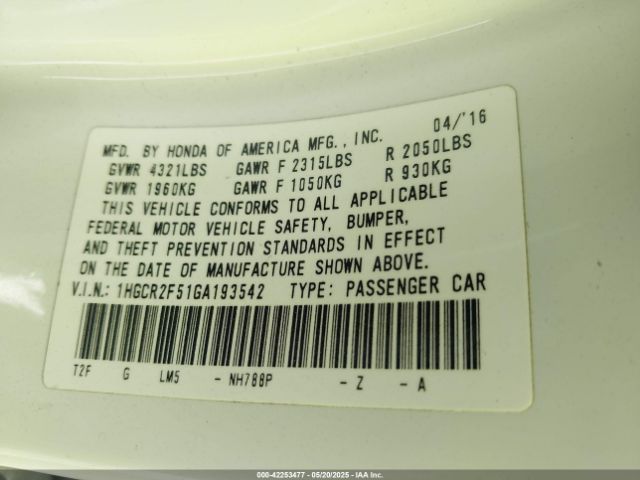 MFD. BY HONDA OF AMERICA MFG., INC. 04/'16
GVWR 4321LBS GAWR F 2315LBS R 2050LBS
GVWR 1960KG GAWR F 1050KG R 930KG
THIS VEHICLE CONFORMS TO ALL APPLICABLE
FEDERAL MOTOR VEHICLE SAFETY, BUMPER,
AND THEFT PREVENTION STANDARDS IN EFFECT
ON THE DATE OF MANUFACTURE SHOWN ABOVE.
V.I.N.: 1HGCR2F51GA193542 TYPE: PASSENGER CAR
T2F G LM5 - NH788P - Z - A
000-42253477 - 05/20/2025 - IAA Inc.